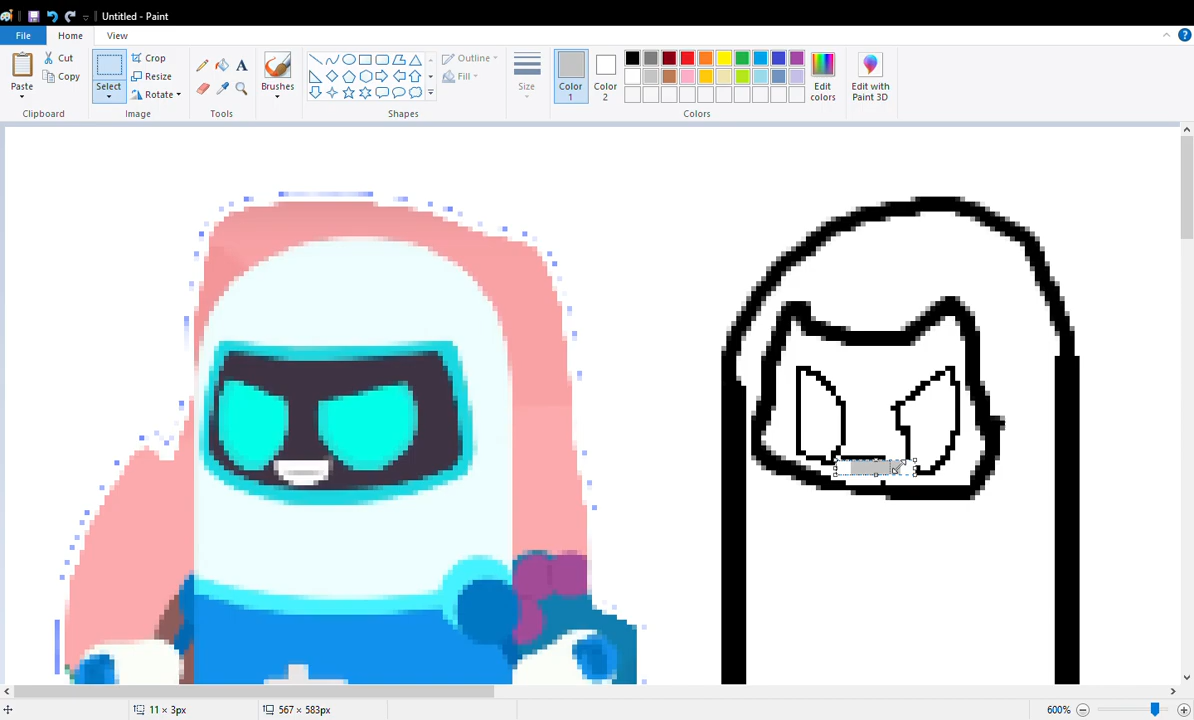 Untitled - Paint
File Home View
Paste
Cut
Copy
Clipboard
Select
Crop
Resize
Rotate
Image
A
Tools
Brushes
Outline
Fill
Shapes
Size
Color
1
Color
2
Edit
colors
Colors
Edit with
Paint 3D
11 × 3px 567 × 583px 600%